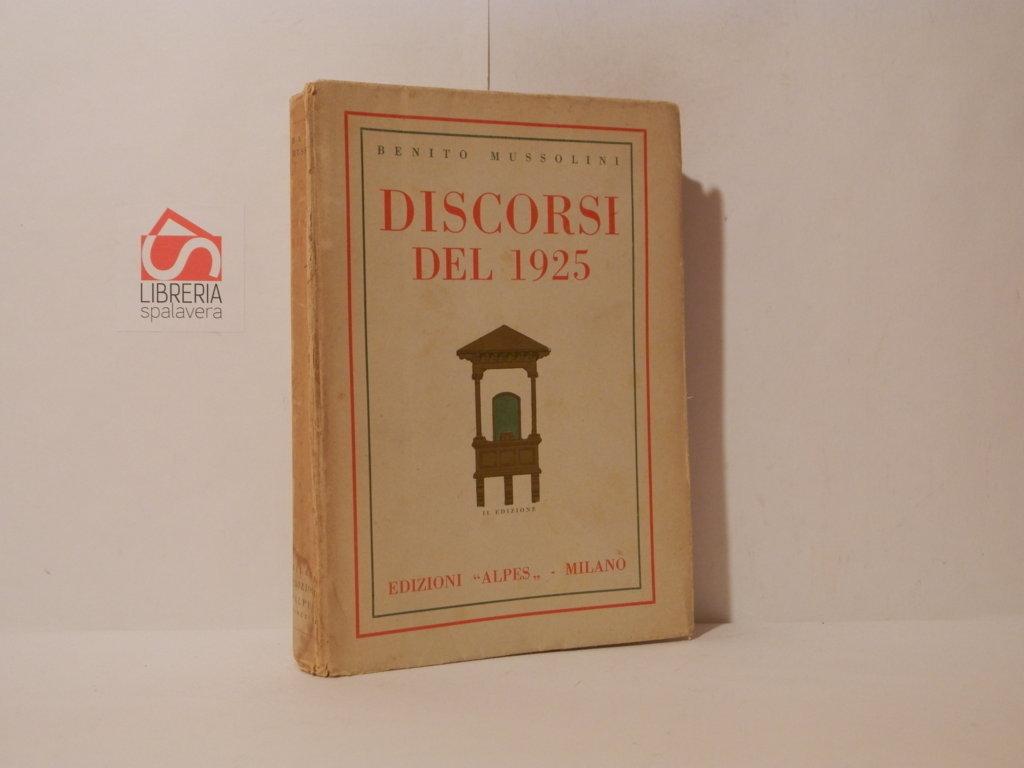 BENITO MUSSOLINI
DISCORSI
DEL 1925
II EDIZIONE
EDIZIONI “ALPES„ - MILANO
LIBRERIA
spalavera